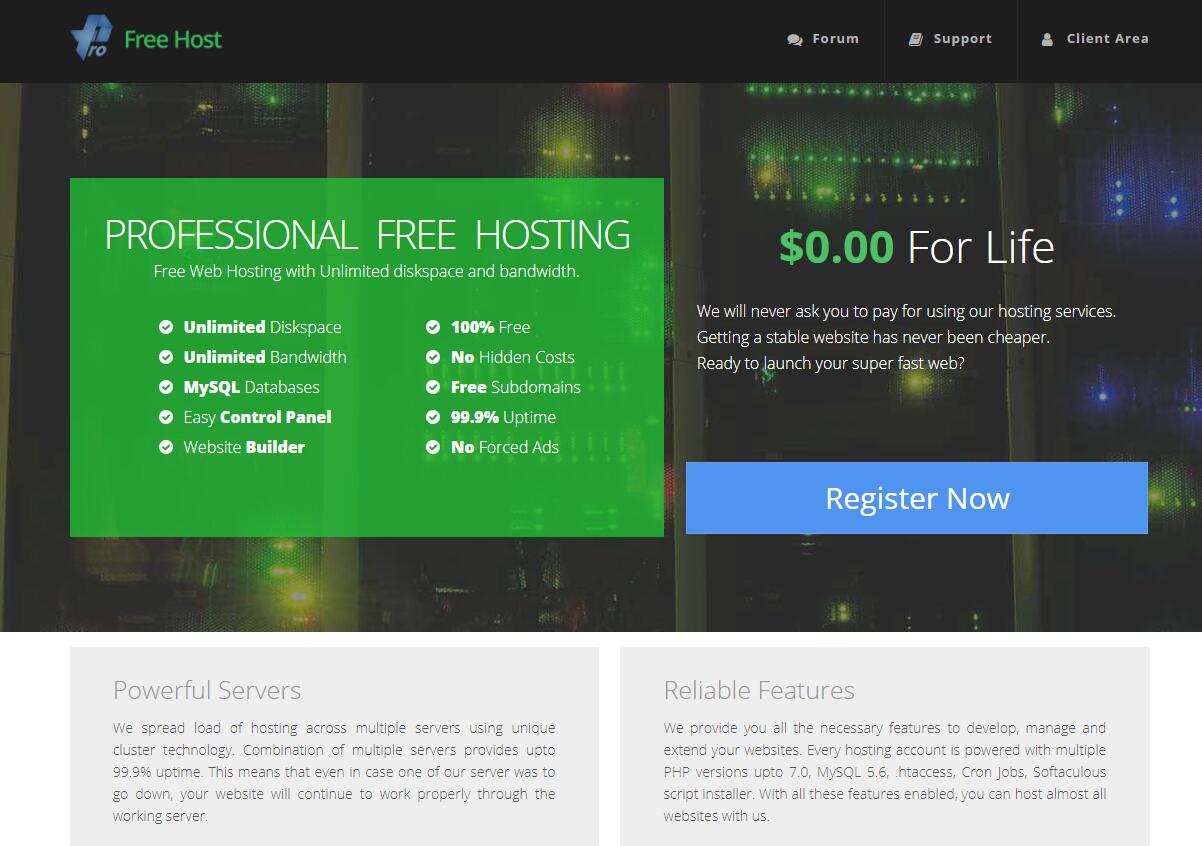 Pro Free Host
Forum
Support
Client Area
PROFESSIONAL FREE HOSTING
Free Web Hosting with Unlimited diskspace and bandwidth.
Unlimited Diskspace
Unlimited Bandwidth
MySQL Databases
Easy Control Panel
Website Builder
100% Free
No Hidden Costs
Free Subdomains
99.9% Uptime
No Forced Ads
$0.00 For Life
We will never ask you to pay for using our hosting services.
Getting a stable website has never been cheaper.
Ready to launch your super fast web?
Register Now
Powerful Servers
We spread load of hosting across multiple servers using unique
cluster technology. Combination of multiple servers provides upto
99.9% uptime. This means that even in case one of our server was to
go down, your website will continue to work properly through the
working server.
Reliable Features
We provide you all the necessary features to develop, manage and
extend your websites. Every hosting account is powered with multiple
PHP versions upto 7.0, MySQL 5.6, .htaccess, Cron Jobs, Softaculous
script installer. With all these features enabled, you can host almost all
websites with us.